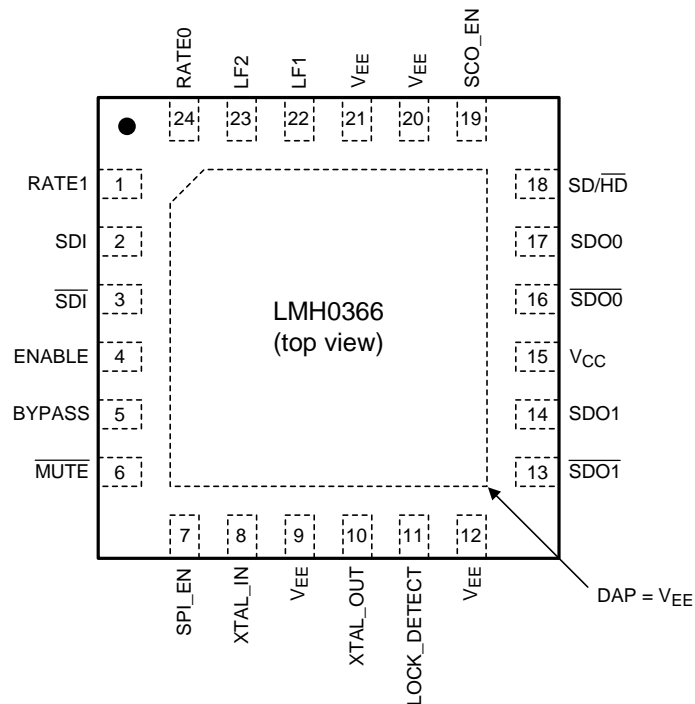 RATE0
LF2
LF1
VEE
VEE
SCO_EN
24
23
22
21
20
19
RATE1 1
SDI 2
SDI 3
ENABLE 4
BYPASS 5
MUTE 6
LMH0366
(top view)
18 SD/HD
17 SDO0
16 SDO0
15 VCC
14 SDO1
13 SDO1
7
8
9
10
11
12
SPI_EN
XTAL_IN
VEE
XTAL_OUT
LOCK_DETECT
VEE
DAP = VEE